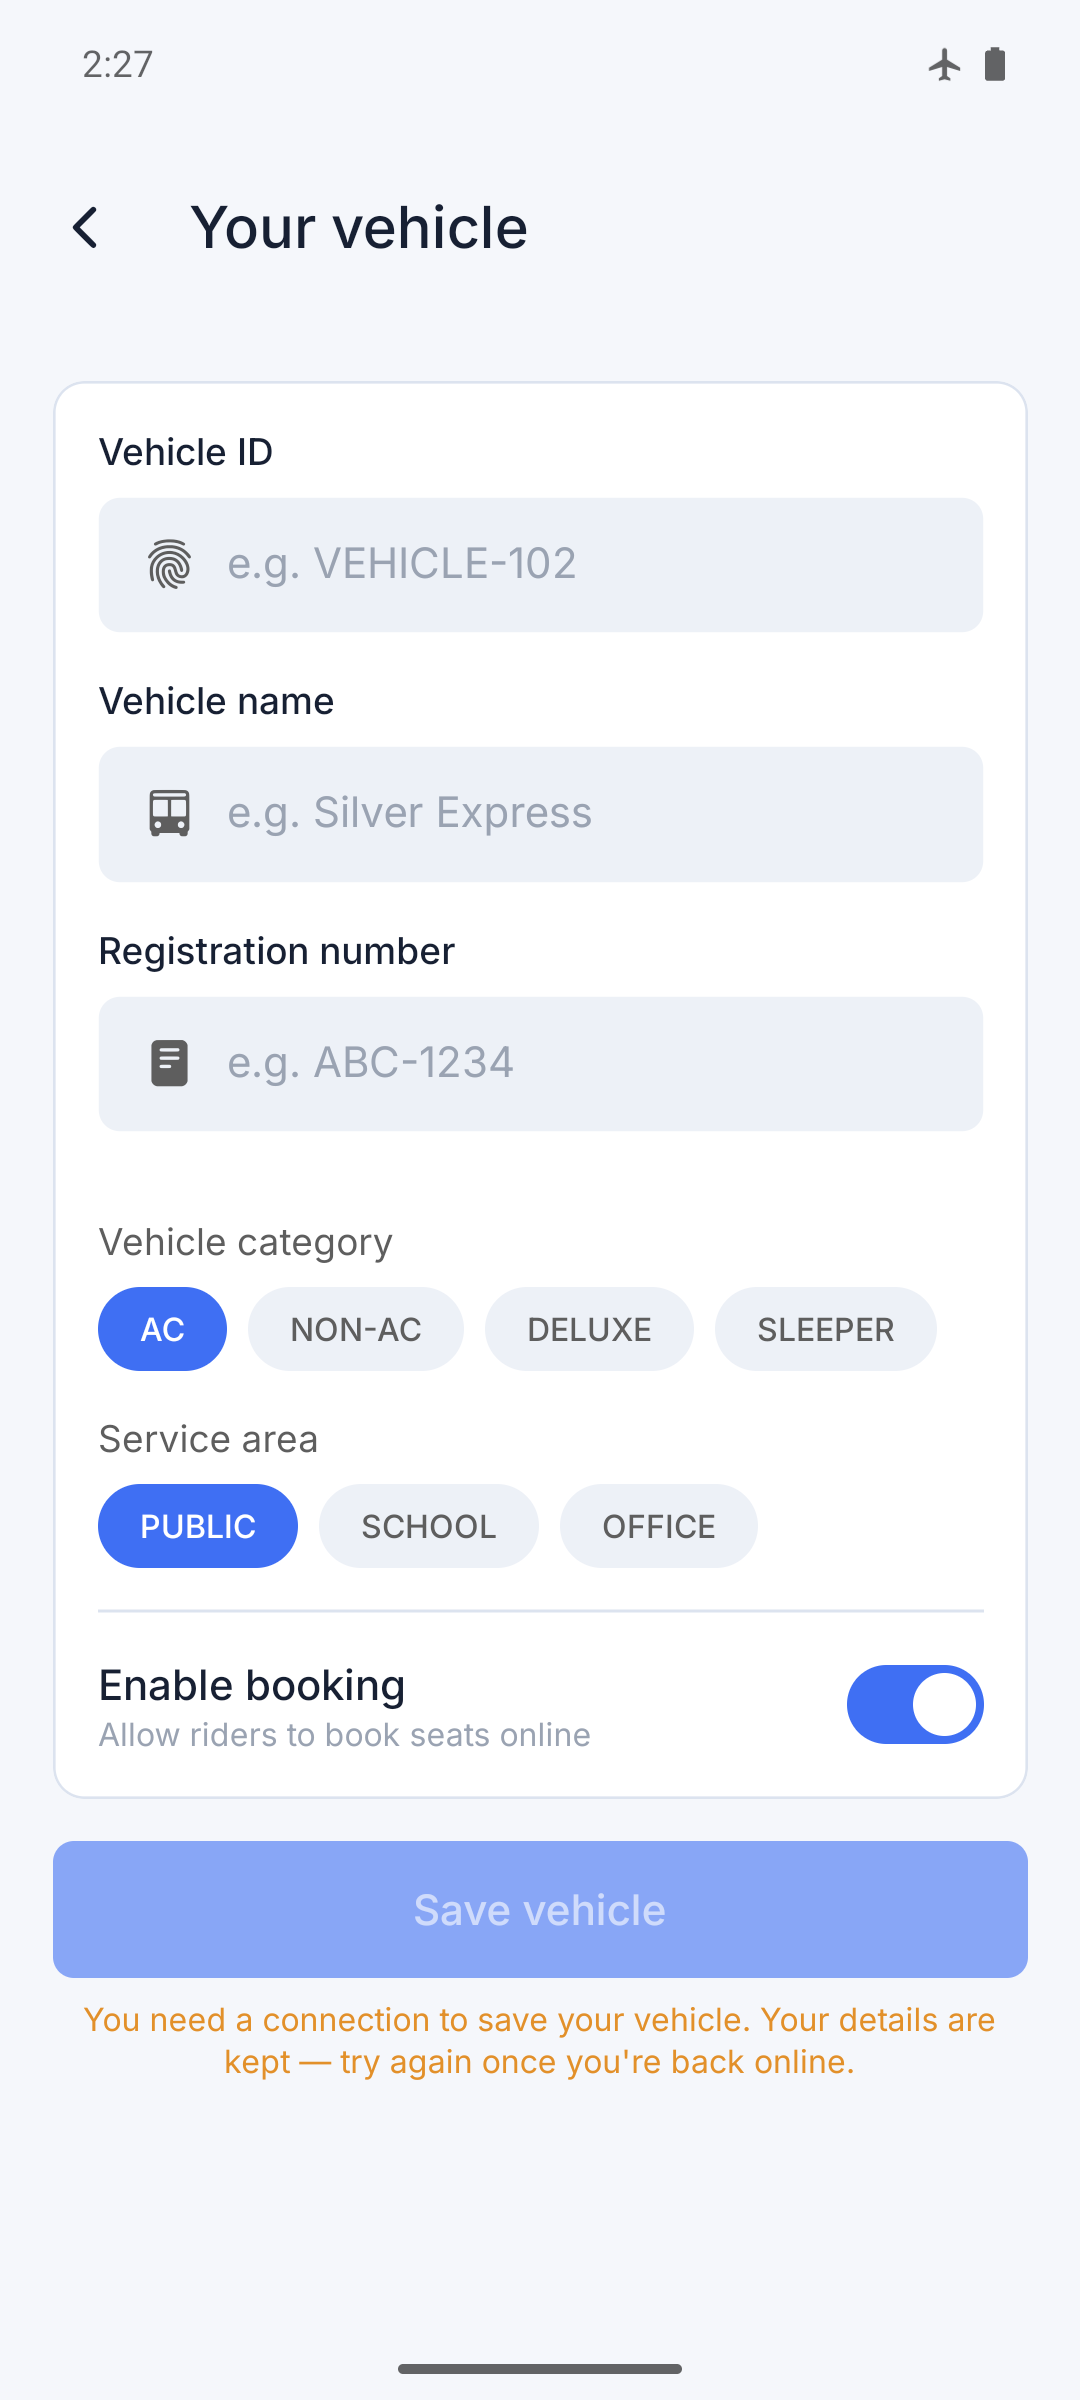 2:27
Your vehicle
Vehicle ID
e.g. VEHICLE-102
Vehicle name
e.g. Silver Express
Registration number
e.g. ABC-1234
Vehicle category
AC NON-AC DELUXE SLEEPER
Service area
PUBLIC SCHOOL OFFICE
Enable booking
Allow riders to book seats online
Save vehicle
You need a connection to save your vehicle. Your details are
kept — try again once you're back online.